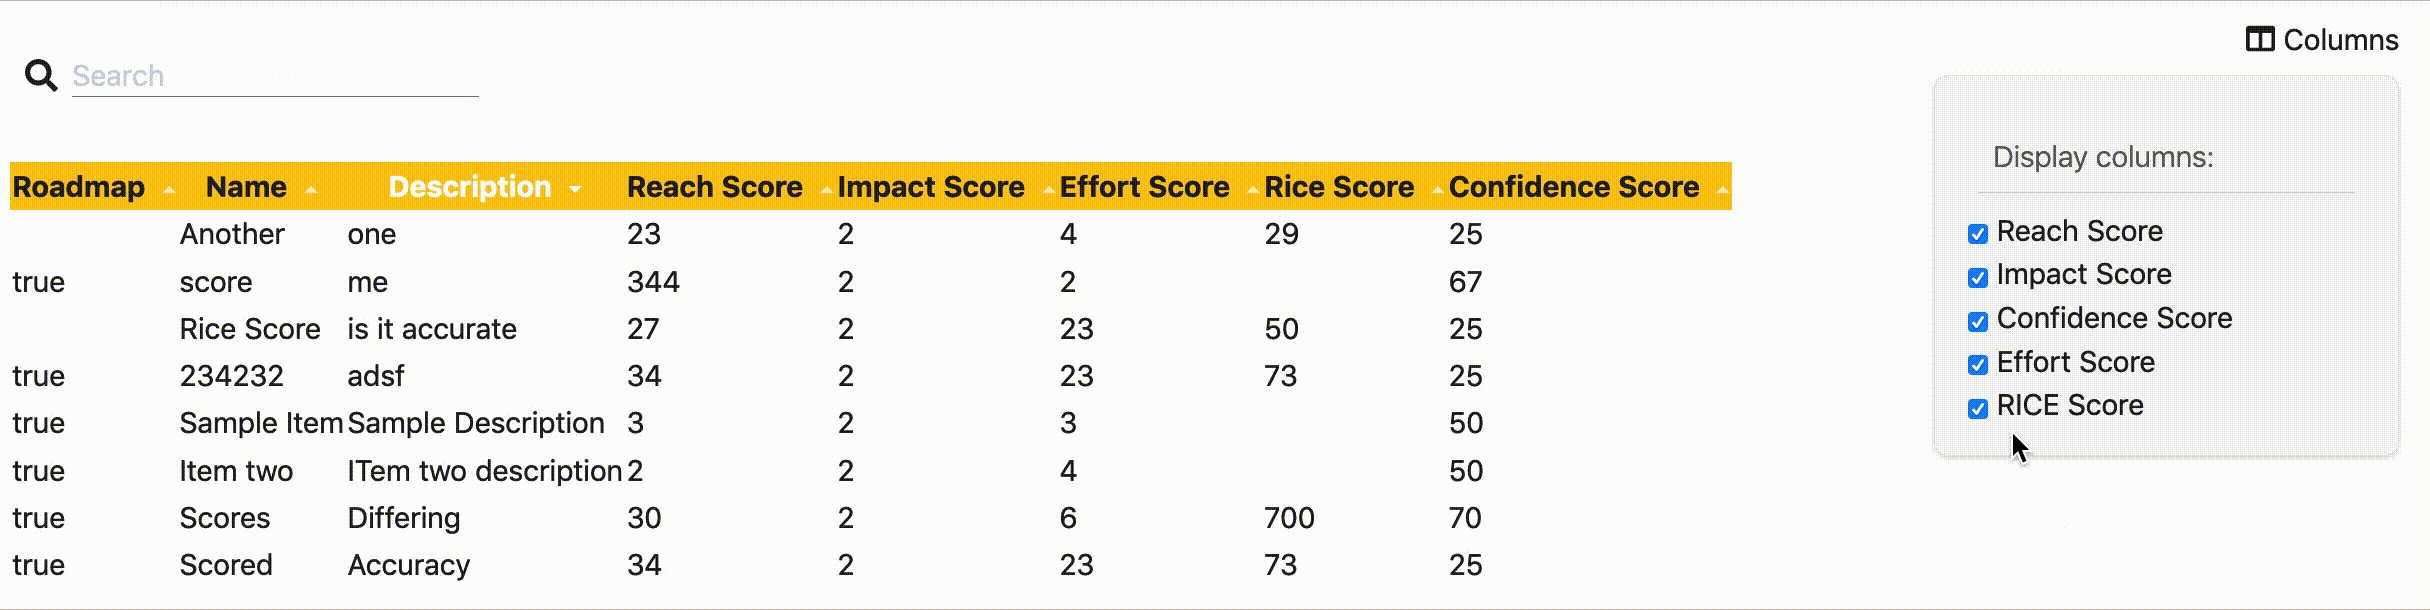 Columns
Search
Display columns:
Roadmap Name Description Reach Score Impact Score Effort Score Rice Score Confidence Score
Another one 23 2 4 29 25
true score me 344 2 2 67
Rice Score is it accurate 27 2 23 50 25
true 234232 adsf 34 2 23 73 25
true Sample Item Sample Description 3 2 3 50
true Item two ITem two description 2 2 4 50
true Scores Differing 30 2 6 700 70
true Scored Accuracy 34 2 23 73 25
Reach Score
Impact Score
Confidence Score
Effort Score
RICE Score